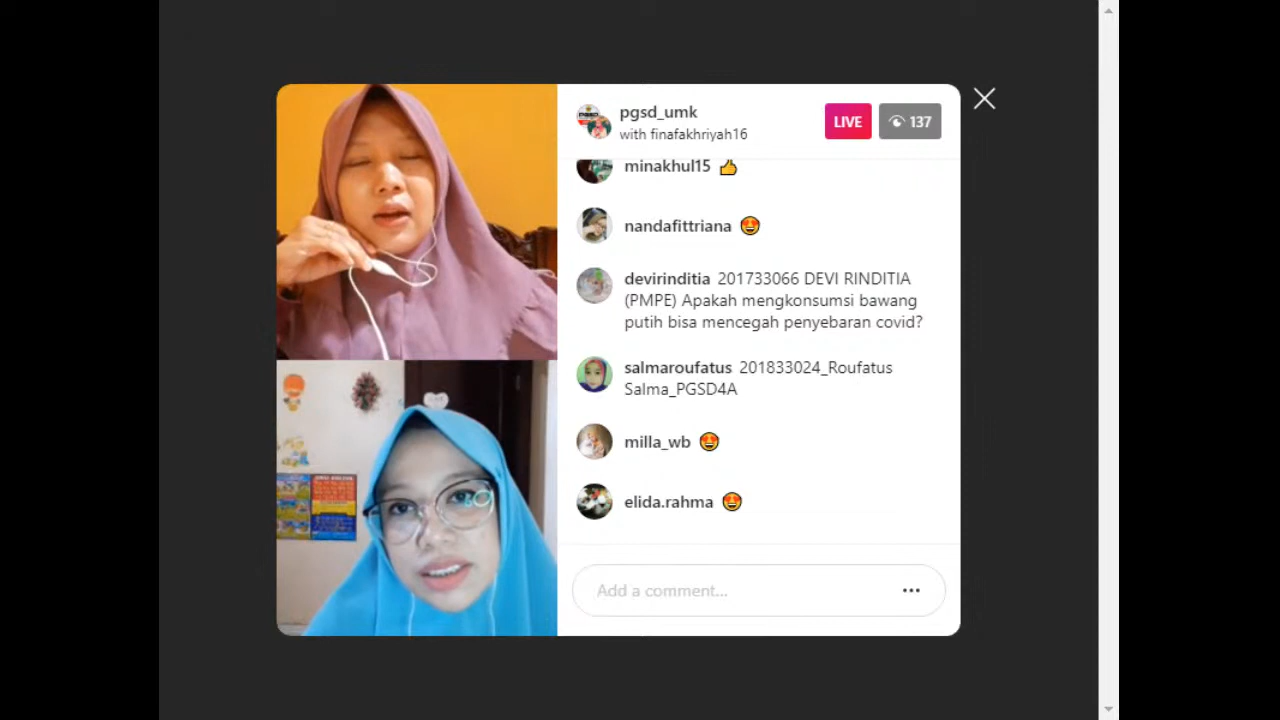 pgsd_umk
with finafakhriyah16
LIVE
137
minakhul15 👍
nandafittriana 🤩
devirinditia 201733066 DEVI RINDITIA
(PMPE) Apakah mengkonsumsi bawang
putih bisa mencegah penyebaran covid?
salmaroufatus 201833024_Roufatus
Salma_PGSD4A
milla_wb 🤩
elida.rahma 🤩
Add a comment...